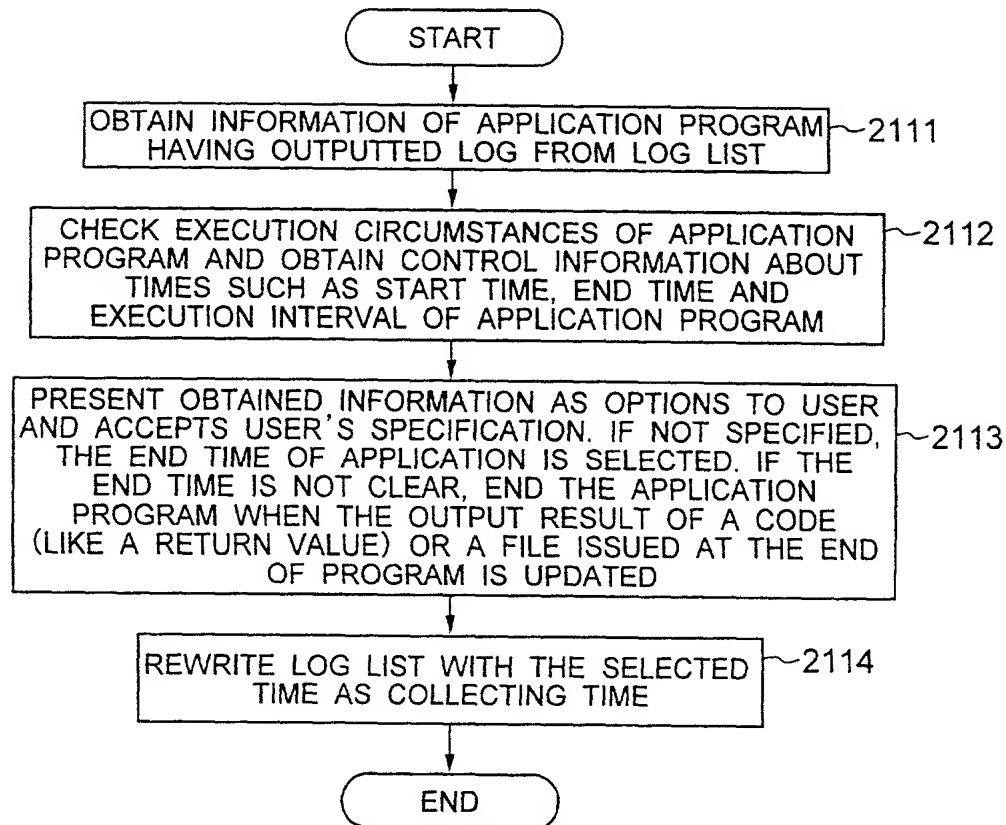 START
OBTAIN INFORMATION OF APPLICATION PROGRAM
HAVING OUTPUTTED LOG FROM LOG LIST
2111
CHECK EXECUTION CIRCUMSTANCES OF APPLICATION
PROGRAM AND OBTAIN CONTROL INFORMATION ABOUT
TIMES SUCH AS START TIME, END TIME AND
EXECUTION INTERVAL OF APPLICATION PROGRAM
2112
PRESENT OBTAINED INFORMATION AS OPTIONS TO USER
AND ACCEPTS USER'S SPECIFICATION. IF NOT SPECIFIED,
THE END TIME OF APPLICATION IS SELECTED. IF THE
END TIME IS NOT CLEAR, END THE APPLICATION
PROGRAM WHEN THE OUTPUT RESULT OF A CODE
(LIKE A RETURN VALUE) OR A FILE ISSUED AT THE END
OF PROGRAM IS UPDATED
2113
REWRITE LOG LIST WITH THE SELECTED
TIME AS COLLECTING TIME
2114
END